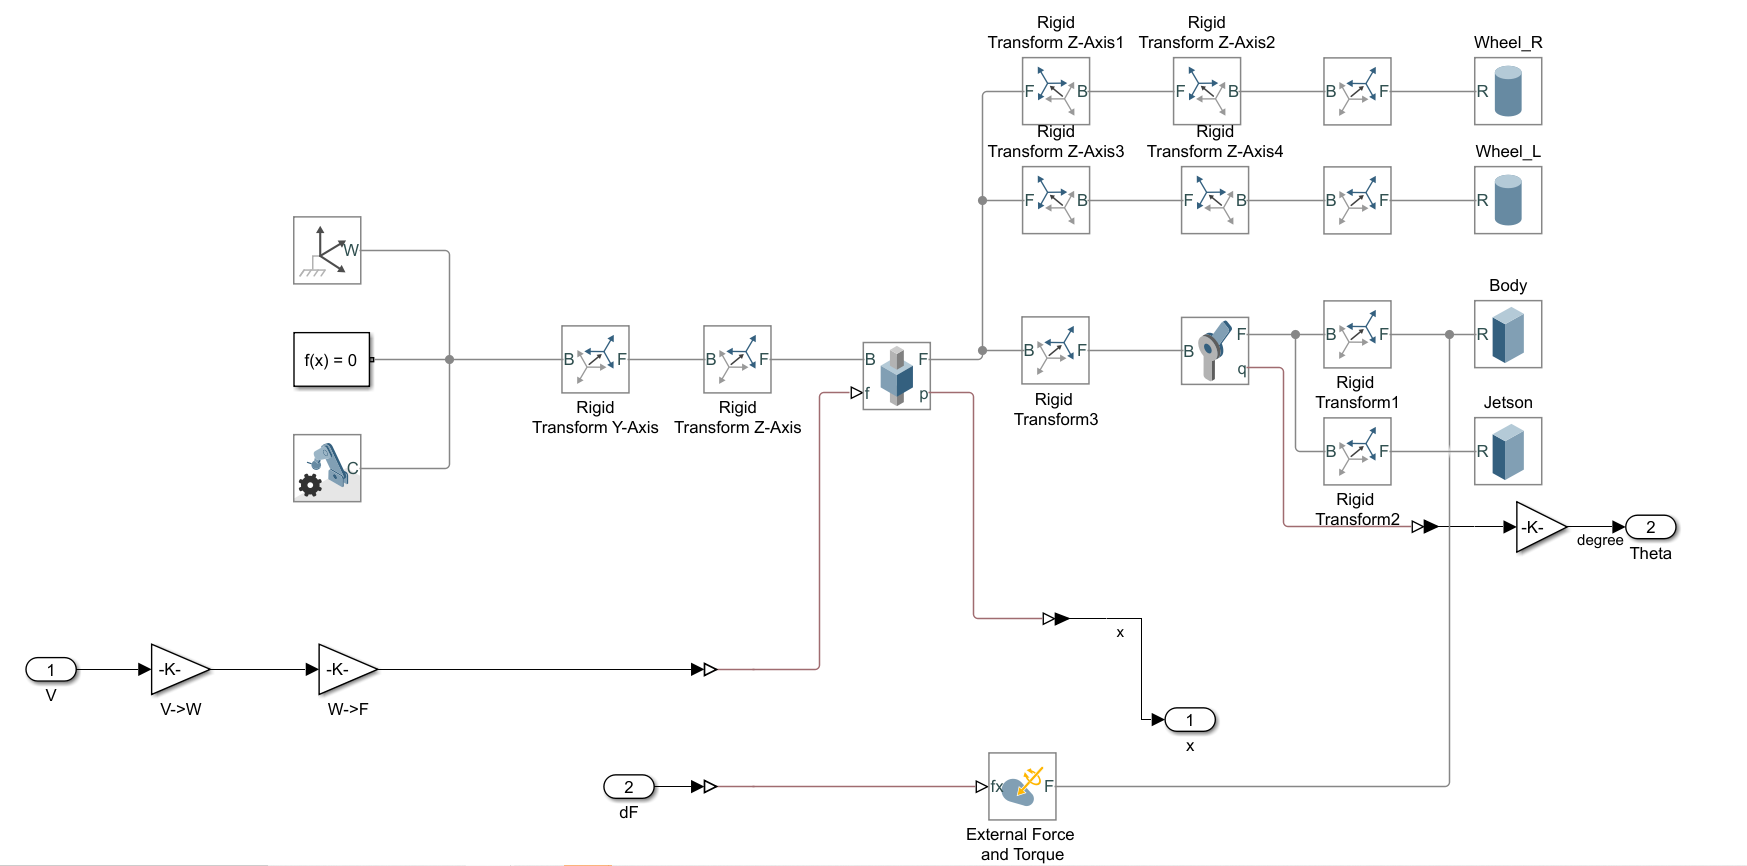 Rigid
Transform Z-Axis1
Rigid
Transform Z-Axis2
Wheel_R
F
B
F
B
B
F
R
Rigid
Transform Z-Axis3
Rigid
Transform Z-Axis4
Wheel_L
F
B
F
B
B
F
R
W
f(x) = 0
C
B
F
Rigid
Transform Y-Axis
B
F
Rigid
Transform Z-Axis
B
F
f
p
B
F
Rigid
Transform3
B
F
q
B
F
Rigid
Transform1
Body
R
Jetson
R
B
F
Rigid
Transform2
-K-
degree
2
Theta
1
V
-K-
V->W
-K-
W->F
x
1
x
2
dF
fx
F
External Force
and Torque